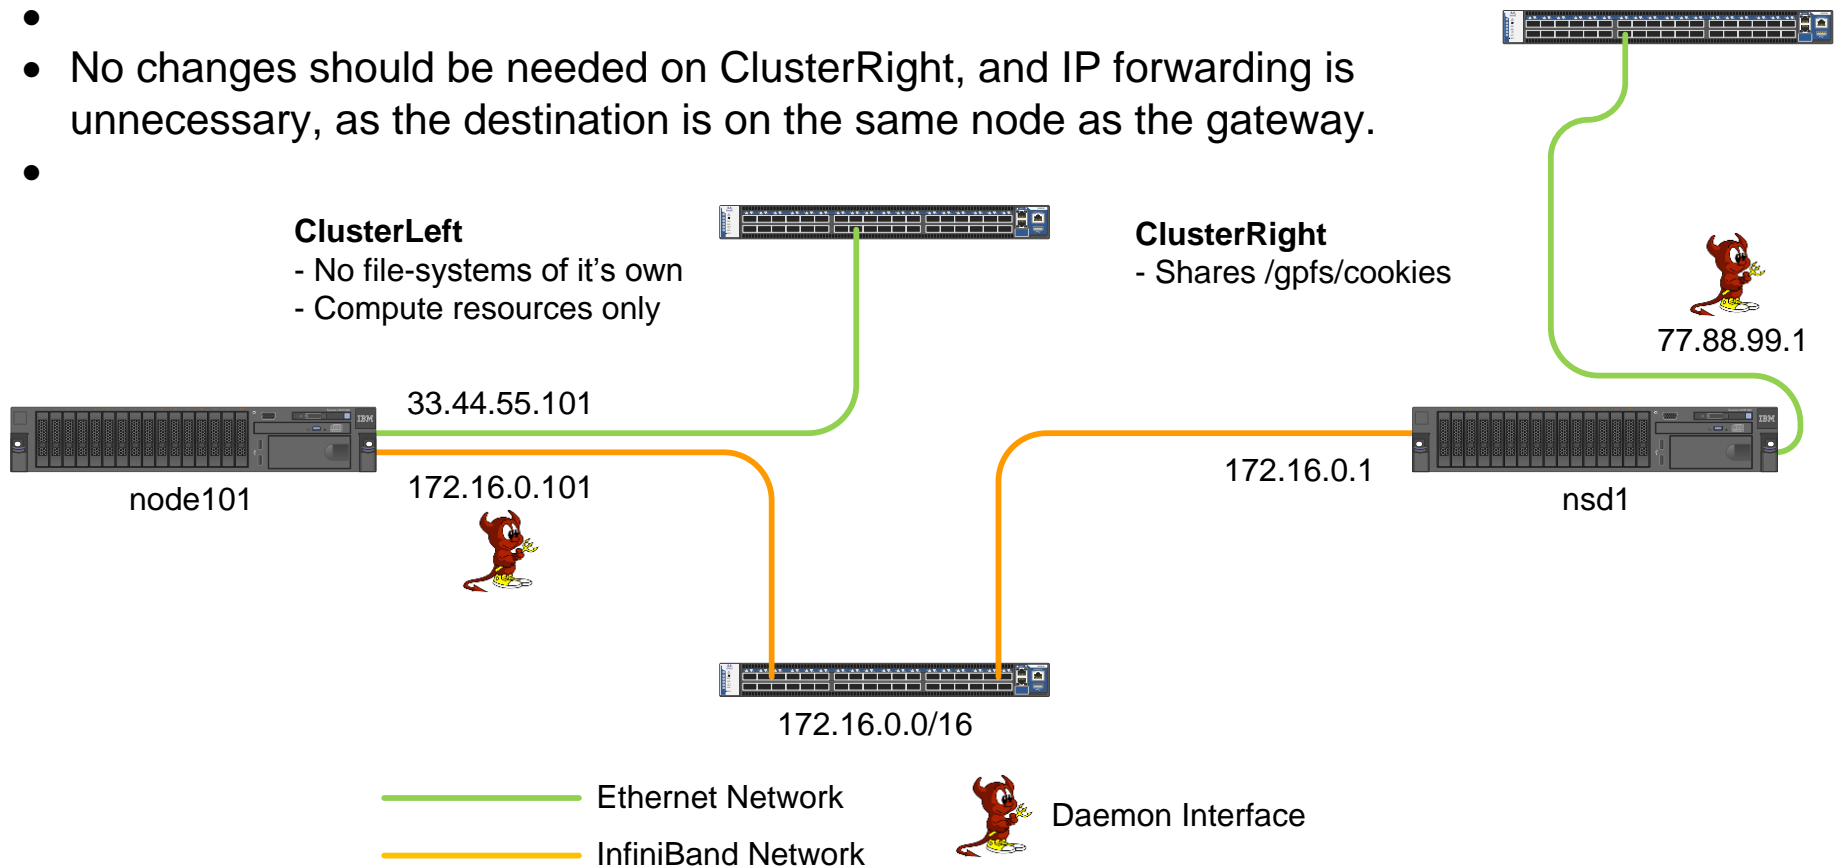 • No changes should be needed on ClusterRight, and IP forwarding is
unnecessary, as the destination is on the same node as the gateway.
ClusterLeft
- No file-systems of it’s own
- Compute resources only
ClusterRight
- Shares /gpfs/cookies
77.88.99.1
33.44.55.101
IBM
IBM
172.16.0.101
172.16.0.1
node101
nsd1
172.16.0.0/16
Ethernet Network
Daemon Interface
InfiniBand Network